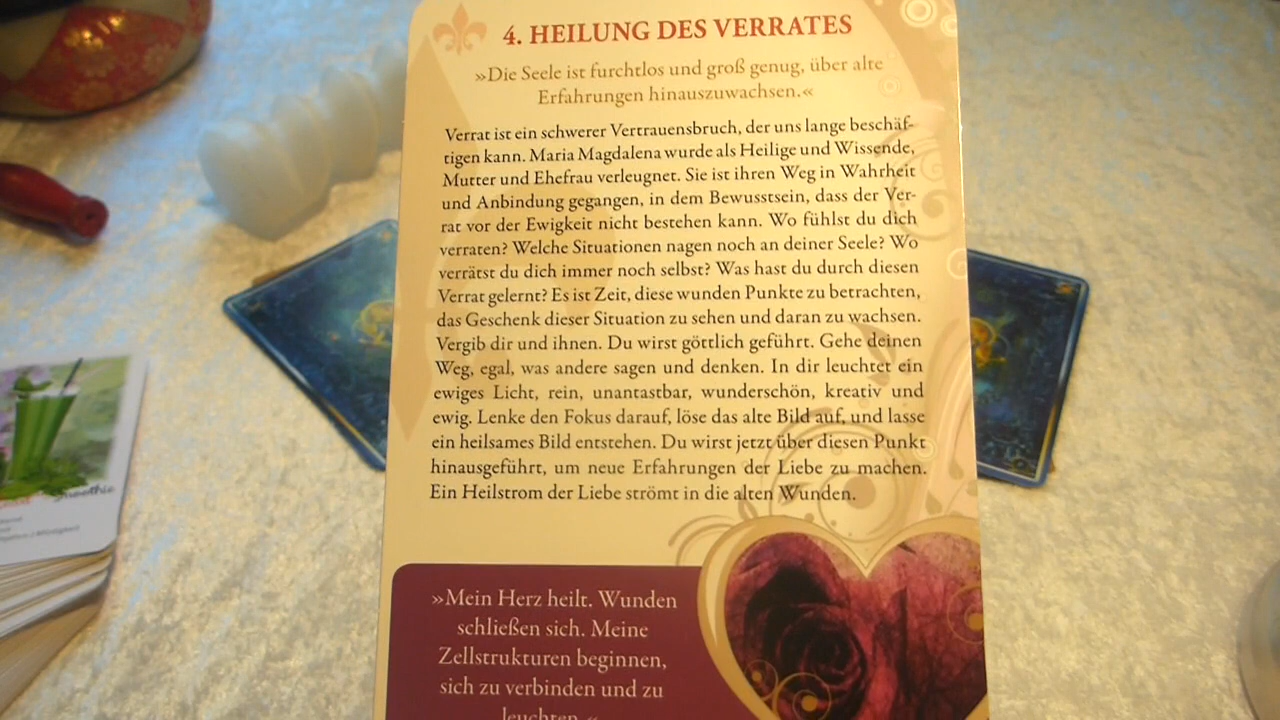 4. HEILUNG DES VERRATES
»Die Seele ist furchtlos und groß genug, über alte
Erfahrungen hinauszuwachsen.«
Verrat ist ein schwerer Vertrauensbruch, der uns lange beschäf-
tigen kann. Maria Magdalena wurde als Heilige und Wissende,
Mutter und Ehefrau verleugnet. Sie ist ihren Weg in Wahrheit
und Anbindung gegangen, in dem Bewusstsein, dass der Ver-
rat vor der Ewigkeit nicht bestehen kann. Wo fühlst du dich
verraten? Welche Situationen nagen noch an deiner Seele? Wo
verrätst du dich immer noch selbst? Was hast du durch diesen
Verrat gelernt? Es ist Zeit, diese wunden Punkte zu betrachten,
das Geschenk dieser Situation zu sehen und daran zu wachsen.
Vergib dir und ihnen. Du wirst göttlich geführt. Gehe deinen
Weg, egal, was andere sagen und denken. In dir leuchtet ein
ewiges Licht, rein, unantastbar, wunderschön, kreativ und
ewig. Lenke den Fokus darauf, löse das alte Bild auf, und lasse
ein heilsames Bild entstehen. Du wirst jetzt über diesen Punkt
hinausgeführt, um neue Erfahrungen der Liebe zu machen.
Ein Heilstrom der Liebe strömt in die alten Wunden.
»Mein Herz heilt. Wunden
schließen sich. Meine
Zellstrukturen beginnen,
sich zu verbinden und zu
leuchten.«
Smoothie